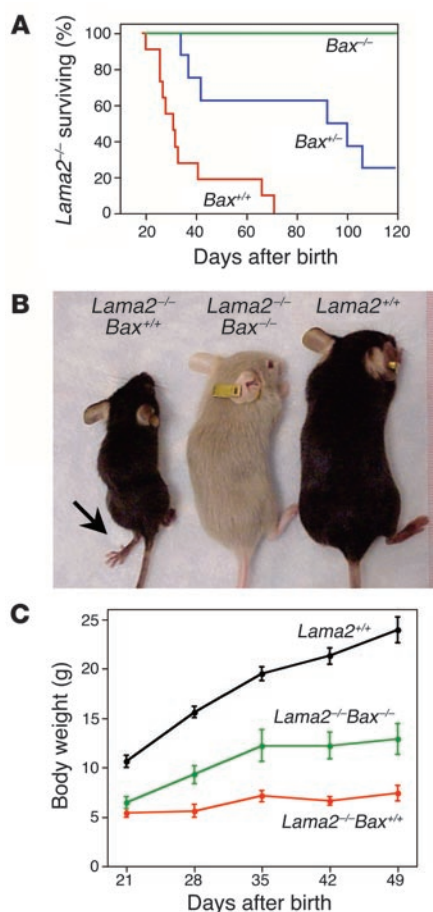 A
Lama2–/– surviving (%)
100
80
60
40
20
0
Bax–/–
Bax+/–
Bax+/+
20
40
60
80
100
120
Days after birth
B
Lama2–/–
Bax+/+
Lama2–/–
Bax–/–
Lama2+/+
C
Body weight (g)
25
20
15
10
5
0
Lama2+/+
Lama2–/–Bax–/–
Lama2–/–Bax+/+
21
28
35
42
49
Days after birth